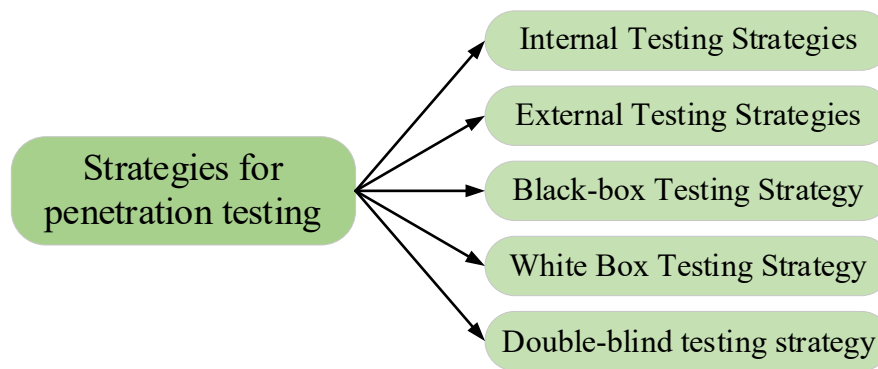 Strategies for
penetration testing
Internal Testing Strategies
External Testing Strategies
Black-box Testing Strategy
White Box Testing Strategy
Double-blind testing strategy